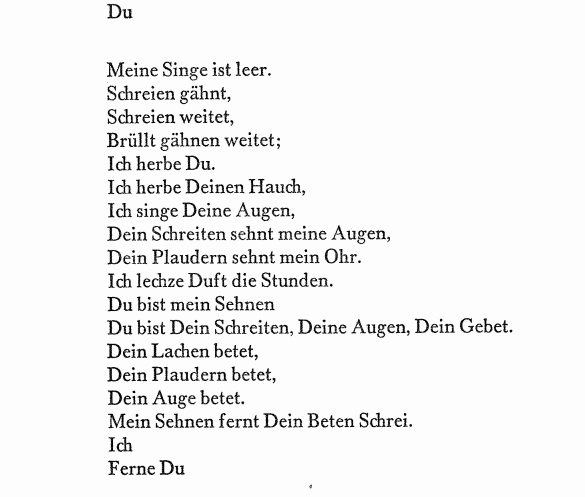 Du
Meine Singe ist leer.
Schreien gähnt,
Schreien weitet,
Brüllt gähnen weitet;
Ich herbe Du.
Ich herbe Deinen Hauch,
Ich singe Deine Augen,
Dein Schreiten sehnt meine Augen,
Dein Plaudern sehnt mein Ohr.
Ich lechze Duft die Stunden.
Du bist mein Sehnen
Du bist Dein Schreiten, Deine Augen, Dein Gebet.
Dein Lachen betet,
Dein Plaudern betet,
Dein Auge betet.
Mein Sehnen fernt Dein Beten Schrei.
Ich
Ferne Du